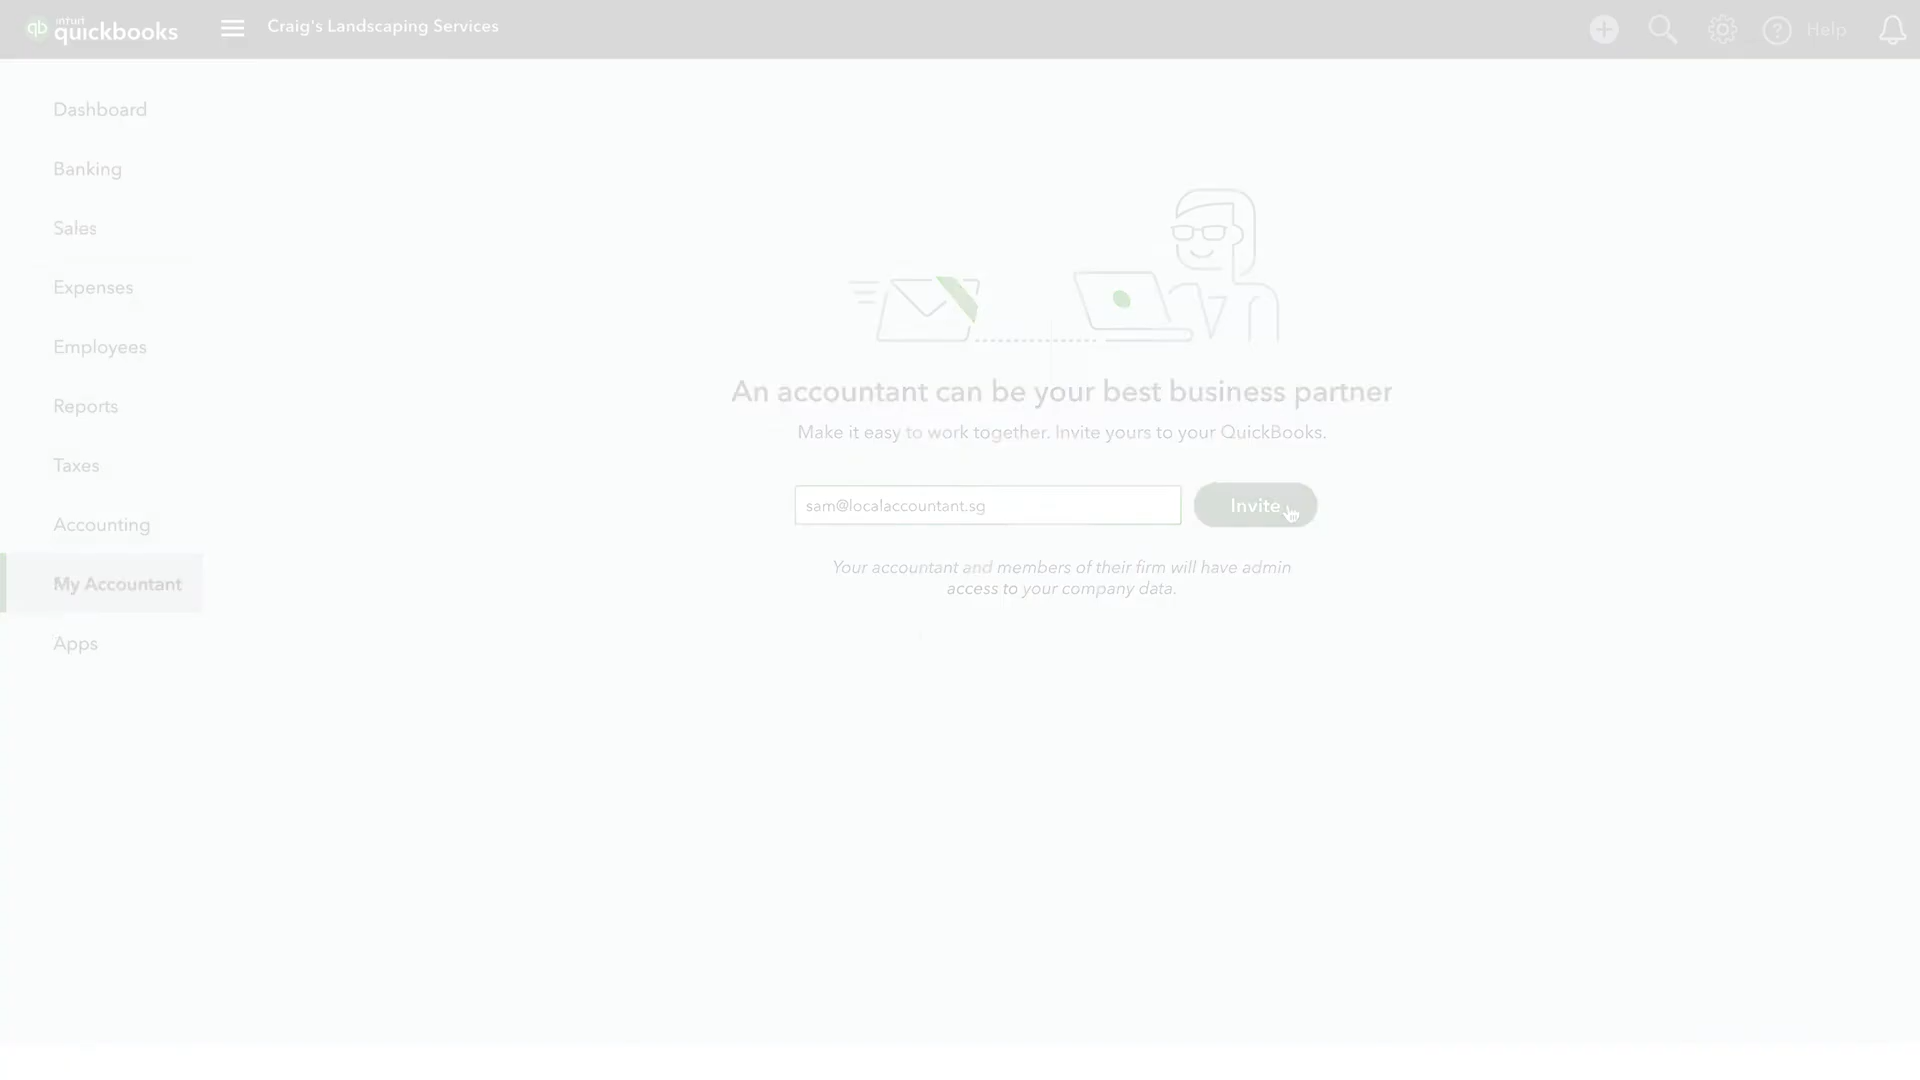 intuit
quickbooks
Craig's Landscaping Services
Help
Dashboard
Banking
Sales
Expenses
Employees
Reports
Taxes
Accounting
My Accountant
Apps
An accountant can be your best business partner
Make it easy to work together. Invite yours to your QuickBooks.
sam@localaccountant.sg
Invite
Your accountant and members of their firm will have admin
access to your company data.